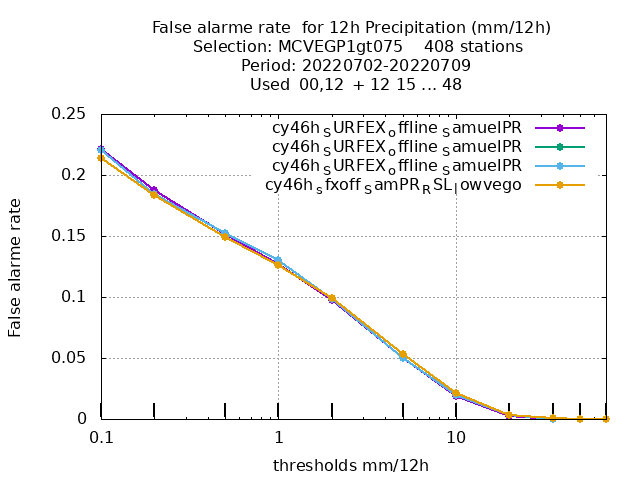 False alarme rate  for 12h Precipitation (mm/12h)
Selection: MCVEGP1gt075    408 stations
Period: 20220702-20220709
Used  00,12  + 12 15 ... 48
cy46h_SURFEX_offline_SamuelPR
cy46h_SURFEX_offline_SamuelPR
cy46h_SURFEX_offline_SamuelPR
cy46h_sfxoff_SamPR_RSL_lowvego
0.25
0.2
0.15
0.1
0.05
0
False alarme rate
0.1
1
10
thresholds mm/12h